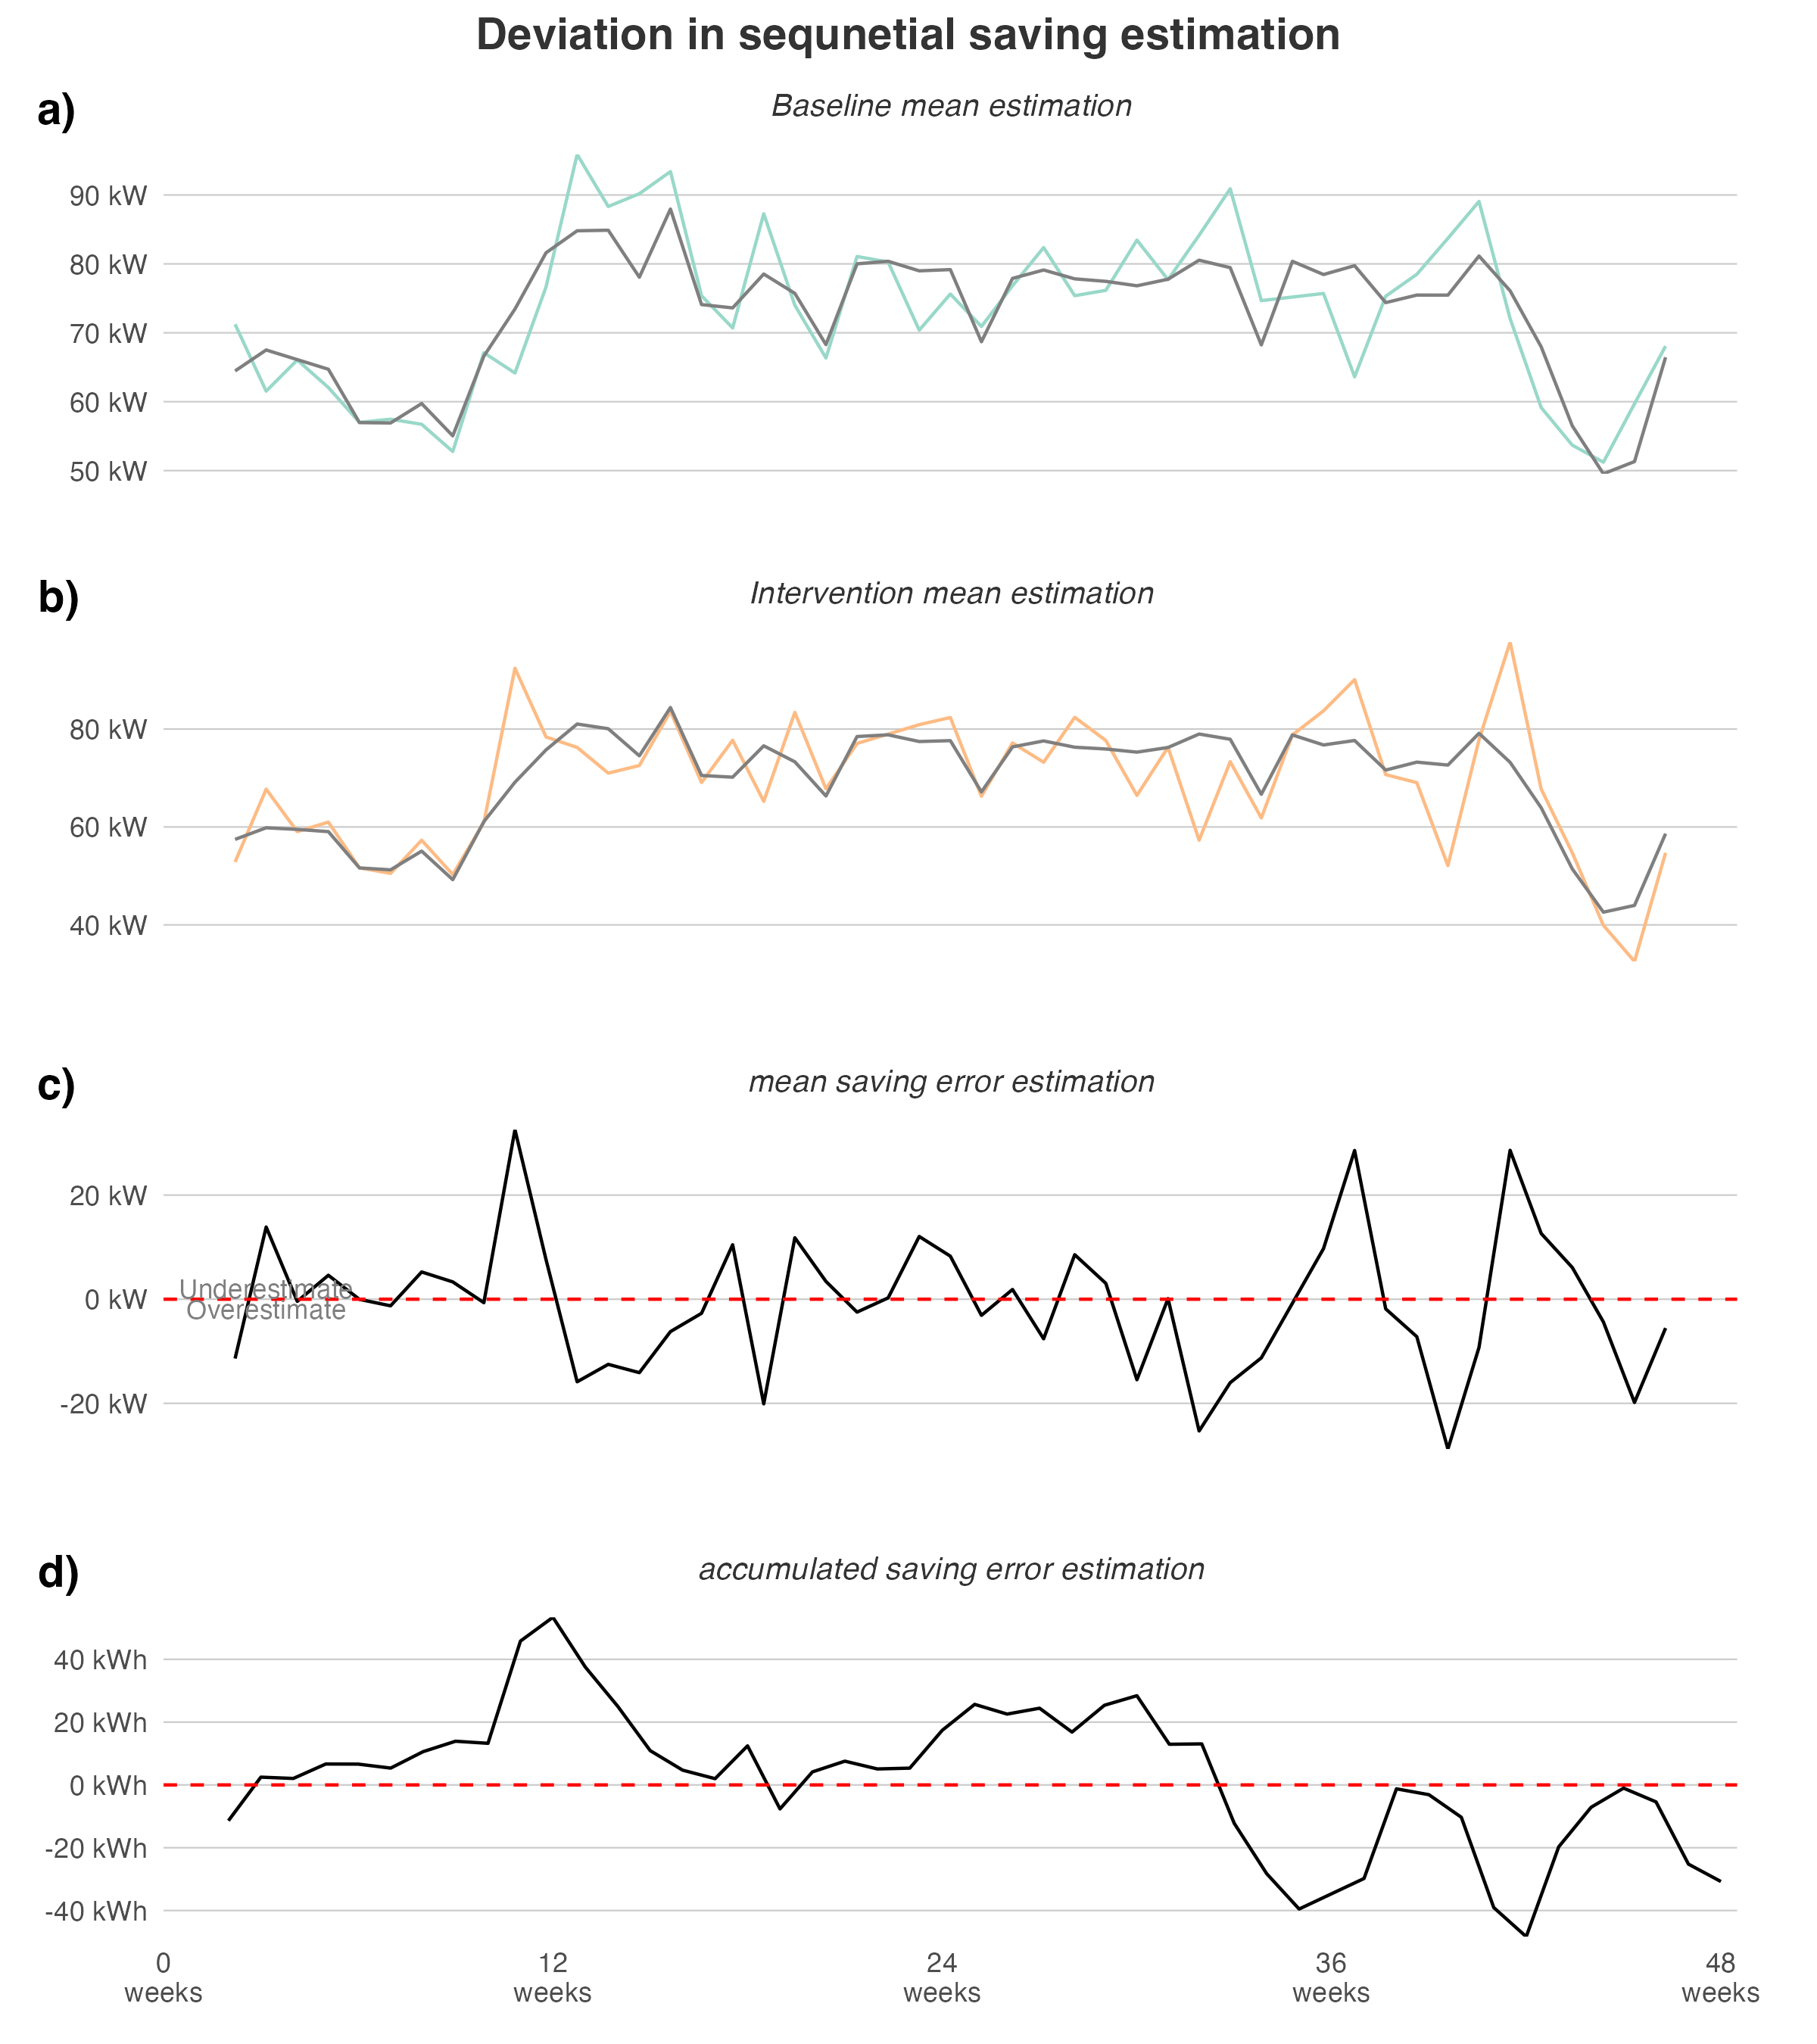 Deviation in sequnetial saving estimation
a)
Baseline mean estimation
90 kW
80 kW
70 kW
60 kW
50 kW
b)
Intervention mean estimation
80 kW
60 kW
40 kW
c)
mean saving error estimation
20 kW
Underestimate
0 kW
Overestimate
-20 kW
d)
accumulated saving error estimation
40 kWh
20 kWh
0 kWh
-20 kWh
-40 kWh
0 12 24 36 48
weeks weeks weeks weeks weeks